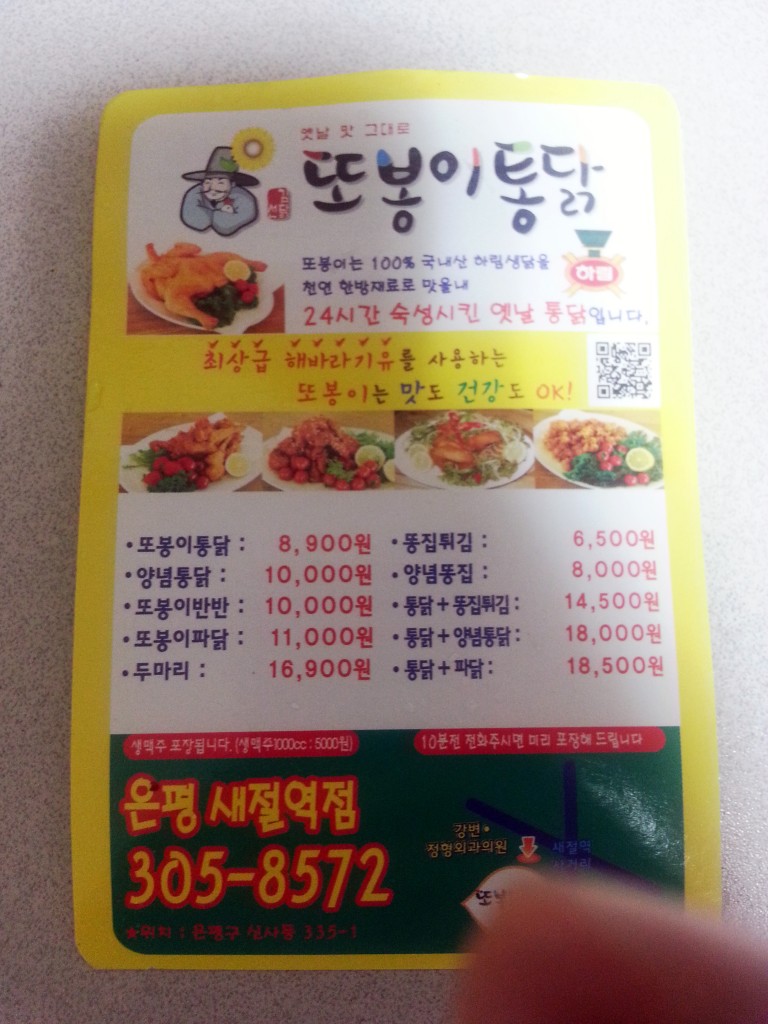 옛날 맛 그대로
또봉이통닭
김선달
또봉이는 100% 국내산 하림생닭을
천연 한방재료로 맛을내
하림
24시간 숙성시킨 옛날 통닭입니다.
최상급 해바라기유를 사용하는
또봉이는 맛도 건강도 OK!
•또봉이통닭 : 8,900원
•양념통닭 : 10,000원
•또봉이반반 : 10,000원
•또봉이파닭 : 11,000원
•두마리 : 16,900원
•똥집튀김 : 6,500원
•양념똥집 : 8,000원
•통닭+똥집튀김 : 14,500원
•통닭+양념통닭 : 18,000원
•통닭+파닭 : 18,500원
생맥주 포장됩니다.(생맥주1000cc : 5000원)
10분전 전화주시면 미리 포장해 드립니다
은평 새절역점
305-8572
★위치 : 은평구 신사동 335-1
강변•
정형외과의원
새절역
사거리